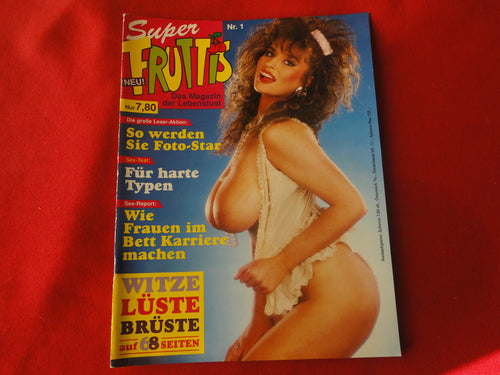 Super
Nr. 1
FRUTTIS
NEU!
Das Magazin
der Lebenslust
Nur 7,80
Die große Leser-Aktion:
So werden
Sie Foto-Star
Sex-Test:
Für harte
Typen
Sex-Report:
Wie
Frauen im
Bett Karriere
machen
WITZE
LÜSTE
BRÜSTE
auf 68 SEITEN